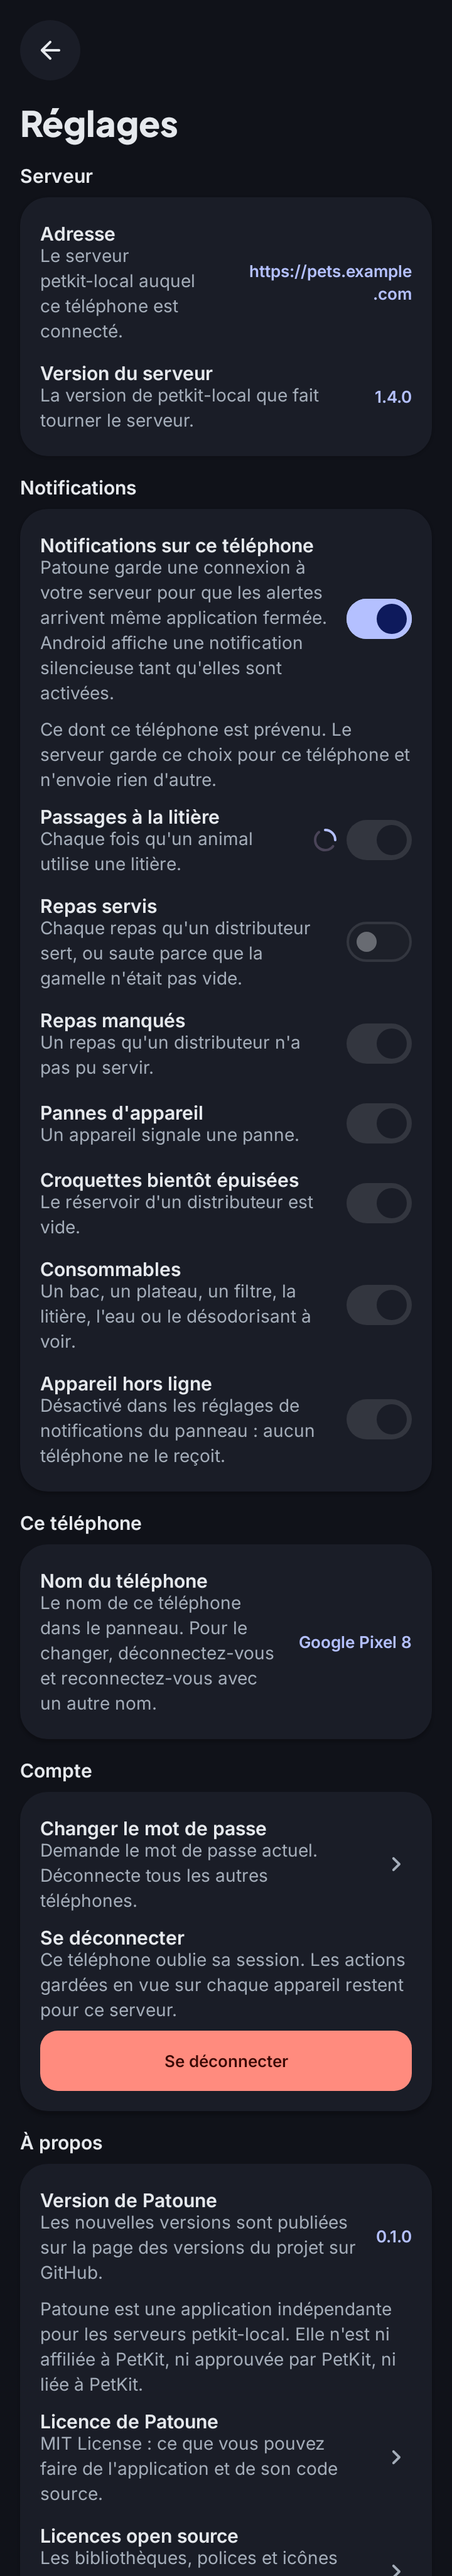 Réglages
Serveur
Adresse
Le serveur
petkit-local auquel
ce téléphone est
connecté.
https://pets.example
.com
Version du serveur
La version de petkit-local que fait
tourner le serveur.
1.4.0
Notifications
Notifications sur ce téléphone
Patoune garde une connexion à
votre serveur pour que les alertes
arrivent même application fermée.
Android affiche une notification
silencieuse tant qu'elles sont
activées.
Ce dont ce téléphone est prévenu. Le
serveur garde ce choix pour ce téléphone et
n'envoie rien d'autre.
Passages à la litière
Chaque fois qu'un animal
utilise une litière.
Repas servis
Chaque repas qu'un distributeur
sert, ou saute parce que la
gamelle n'était pas vide.
Repas manqués
Un repas qu'un distributeur n'a
pas pu servir.
Pannes d'appareil
Un appareil signale une panne.
Croquettes bientôt épuisées
Le réservoir d'un distributeur est
vide.
Consommables
Un bac, un plateau, un filtre, la
litière, l'eau ou le désodorisant à
voir.
Appareil hors ligne
Désactivé dans les réglages de
notifications du panneau : aucun
téléphone ne le reçoit.
Ce téléphone
Nom du téléphone
Le nom de ce téléphone
dans le panneau. Pour le
changer, déconnectez-vous
et reconnectez-vous avec
un autre nom.
Google Pixel 8
Compte
Changer le mot de passe
Demande le mot de passe actuel.
Déconnecte tous les autres
téléphones.
Se déconnecter
Ce téléphone oublie sa session. Les actions
gardées en vue sur chaque appareil restent
pour ce serveur.
Se déconnecter
À propos
Version de Patoune
Les nouvelles versions sont publiées
sur la page des versions du projet sur
GitHub.
0.1.0
Patoune est une application indépendante
pour les serveurs petkit-local. Elle n'est ni
affiliée à PetKit, ni approuvée par PetKit, ni
liée à PetKit.
Licence de Patoune
MIT License : ce que vous pouvez
faire de l'application et de son code
source.
Licences open source
Les bibliothèques, polices et icônes